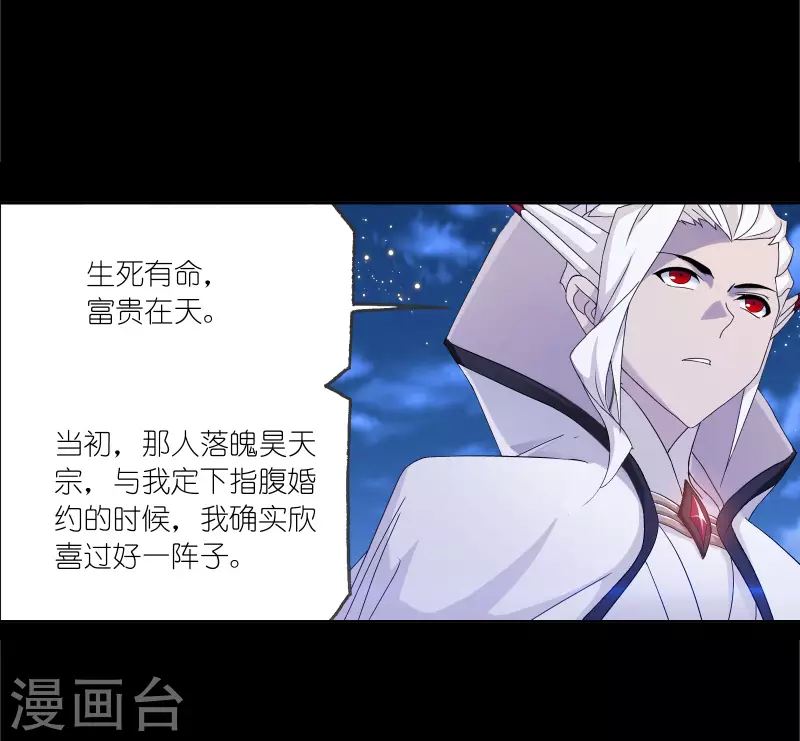 生死有命，
富贵在天。
当初，那人落魄昊天
宗，与我定下指腹婚
约的时候，我确实欣
喜过好一阵子。
漫画台